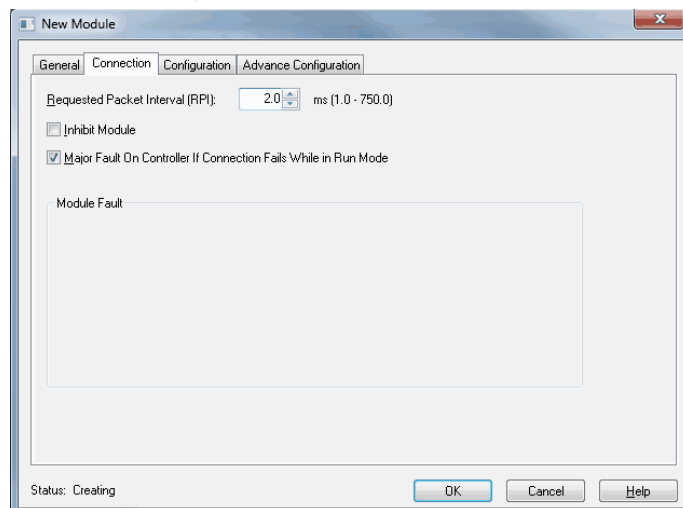 New Module
General Connection Configuration Advance Configuration
Requested Packet Interval (RPI): 2.0 ms (1.0 - 750.0)
Inhibit Module
Major Fault On Controller If Connection Fails While in Run Mode
Module Fault
Status: Creating OK Cancel Help